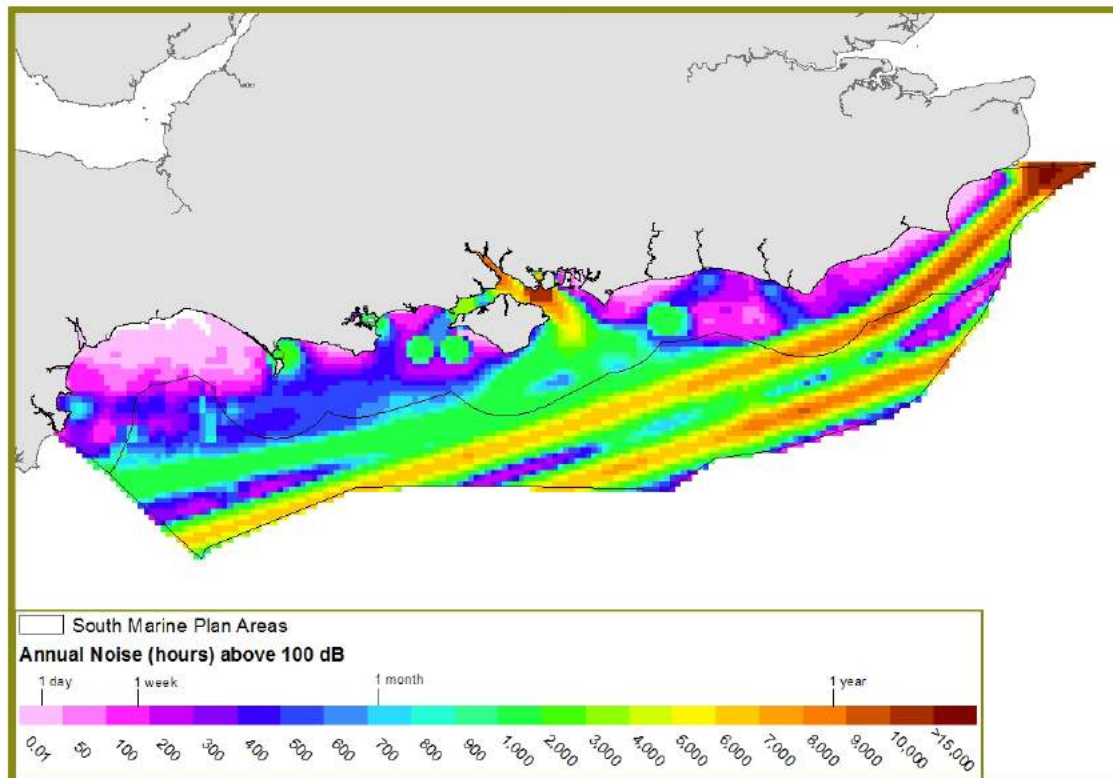 South Marine Plan Areas
Annual Noise (hours) above 100 dB
1 day 1 week 1 month 1 year
0.01 50 100 200 300 400 500 600 700 800 900 1,000 2,000 3,000 4,000 5,000 6,000 7,000 8,000 9,000 10,000 >15,000